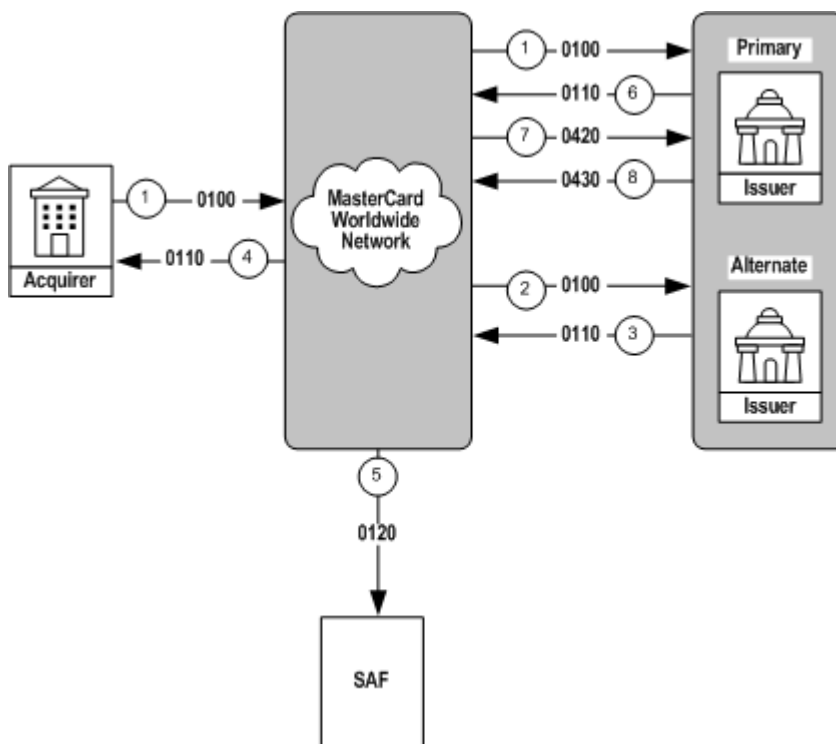 1 0100
Primary
0110 6
7 0420
0430 8
Issuer
MasterCard
Worldwide
Network
1 0100
0110 4
Acquirer
Alternate
2 0100
0110 3
Issuer
5
0120
SAF